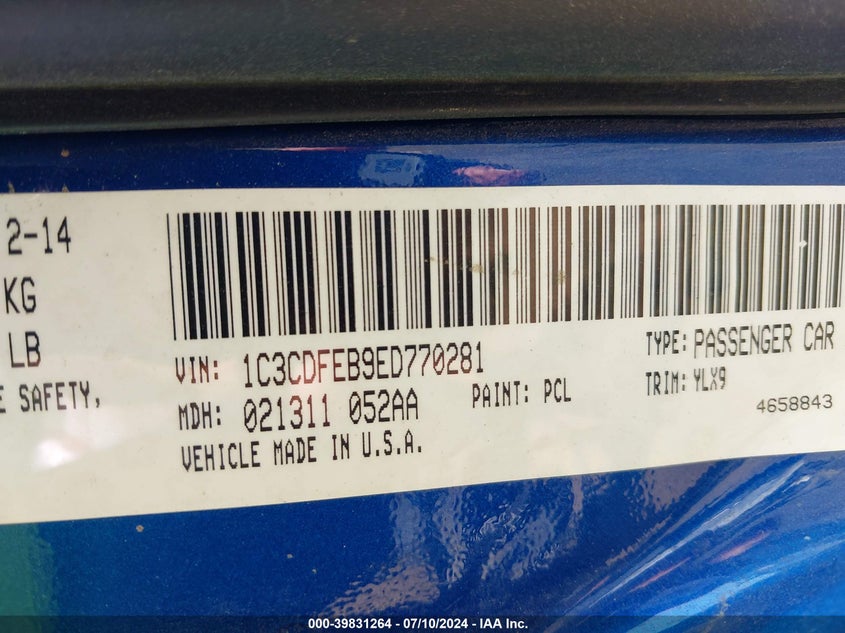 2-14
KG
LB
E SAFETY,
VIN: 1C3CDFEB9ED770281
TYPE: PASSENGER CAR
MDH: 021311 052AA
PAINT: PCL
TRIM: YLX9
VEHICLE MADE IN U.S.A.
4658843
000-39831264 - 07/10/2024 - IAA Inc.